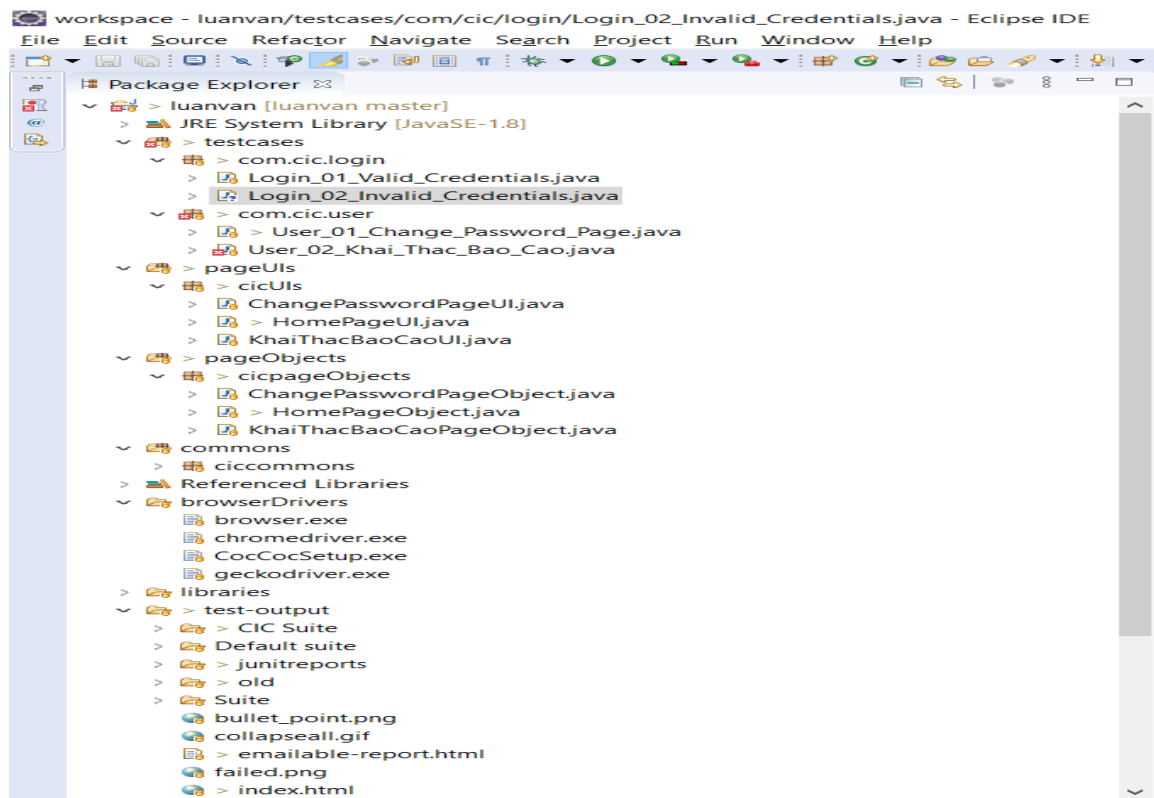 workspace - luanvan/testcases/com/cic/login/Login_02_Invalid_Credentials.java - Eclipse IDE
File Edit Source Refactor Navigate Search Project Run Window Help
Package Explorer
> luanvan [luanvan master]
JRE System Library [JavaSE-1.8]
> testcases
> com.cic.login
Login_01_Valid_Credentials.java
Login_02_Invalid_Credentials.java
> com.cic.user
> User_01_Change_Password_Page.java
User_02_Khai_Thac_Bao_Cao.java
> pageUIs
> cicUIs
ChangePasswordPageUI.java
> HomePageUI.java
KhaiThacBaoCaoUI.java
> pageObjects
> cicpageObjects
ChangePasswordPageObject.java
> HomePageObject.java
KhaiThacBaoCaoPageObject.java
commons
ciccommons
Referenced Libraries
browserDrivers
browser.exe
chromedriver.exe
CocCocSetup.exe
geckodriver.exe
libraries
> test-output
> CIC Suite
Default suite
> junitreports
> old
Suite
bullet_point.png
collapseall.gif
> emailable-report.html
failed.png
> index.html